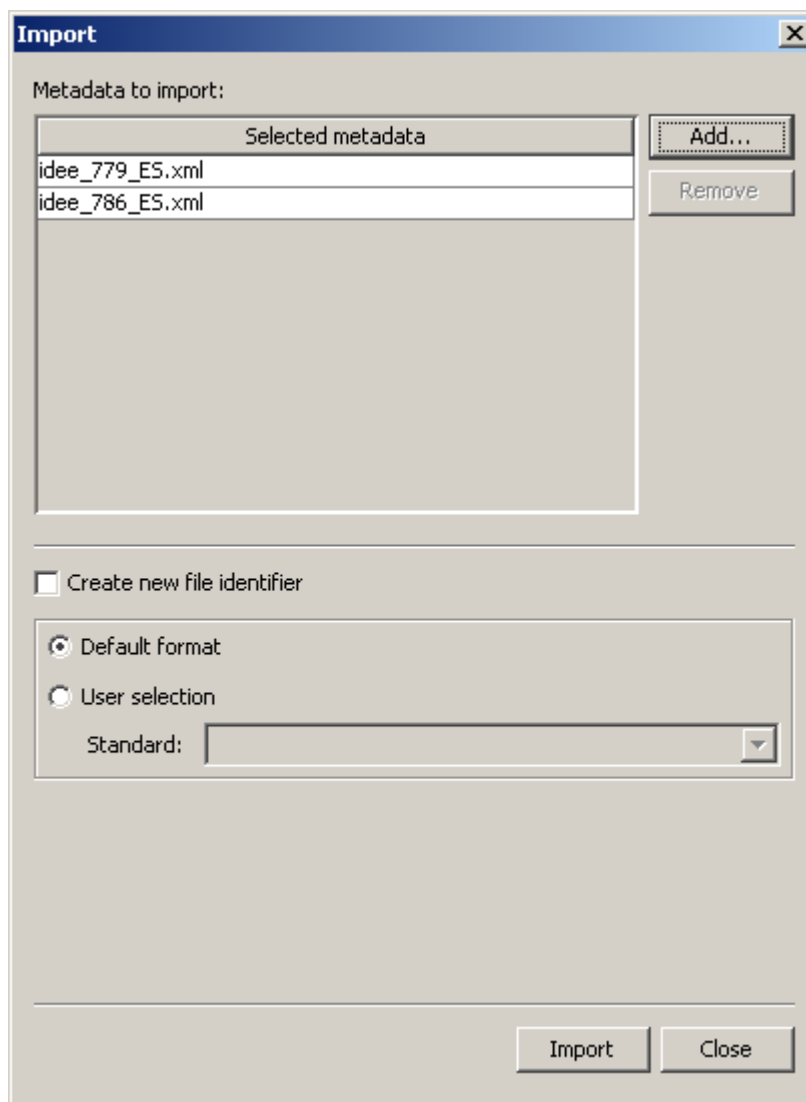 Import
Metadata to import:
Selected metadata
Add...
idee_779_ES.xml
Remove
idee_786_ES.xml
Create new file identifier
Default format
User selection
Standard:
Import Close